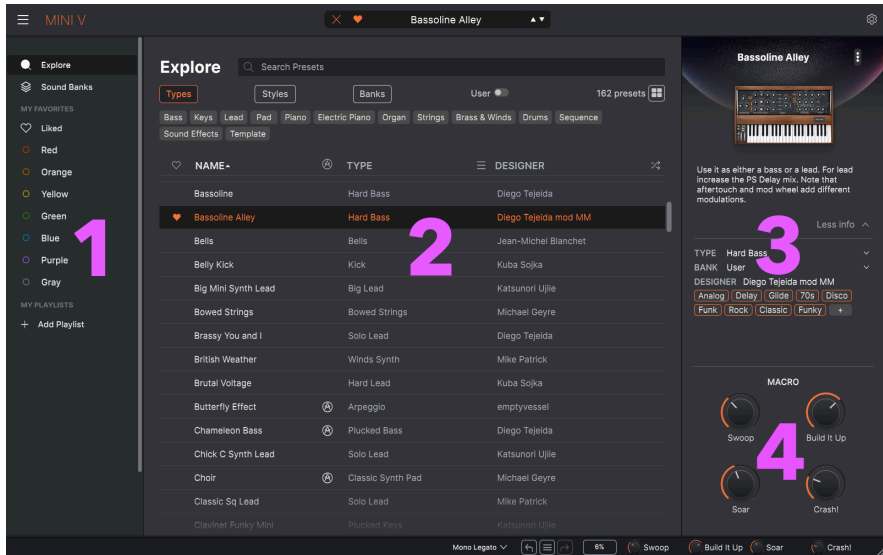 MINI V
Bassoline Alley
Explore
Sound Banks
MY FAVORITES
Liked
Red
Orange
Yellow
Green
Blue
Purple
Gray
MY PLAYLISTS
+ Add Playlist
1
Explore
Search Presets
Types Styles Banks User 162 presets
Bass Keys Lead Pad Piano Electric Piano Organ Strings Brass & Winds Drums Sequence
Sound Effects Template
NAME TYPE DESIGNER
Bassoline Hard Bass Diego Tejeida
Bassoline Alley Hard Bass Diego Tejeida mod MM
Bells Bells Jean-Michel Blanchet
Belly Kick Kick Kuba Sojka
Big Mini Synth Lead Big Lead Katsunori Ujiie
Bowed Strings Bowed Strings Michael Geyre
Brassy You and I Solo Lead Diego Tejeida
British Weather Winds Synth Mike Patrick
Brutal Voltage Hard Lead Kuba Sojka
Butterfly Effect Arpeggio emptyvessel
Chameleon Bass Plucked Bass Diego Tejeida
Chick C Synth Lead Solo Lead Katsunori Ujiie
Choir Classic Synth Pad Michael Geyre
Classic Sq Lead Solo Lead Mike Patrick
Clavinet Funky Mini Plucked Keys Katsunori Ujiie
2
Bassoline Alley
Use it as either a bass or a lead. For lead
increase the PS Delay mix. Note that
aftertouch and mod wheel add different
modulations.
Less info
TYPE Hard Bass
BANK User
DESIGNER Diego Tejeida mod MM
Analog Delay Glide 70s Disco
Funk Rock Classic Funky +
3
MACRO
Swoop Build It Up
Soar Crash!
4
Mono Legato 6% Swoop Build It Up Soar Crash!